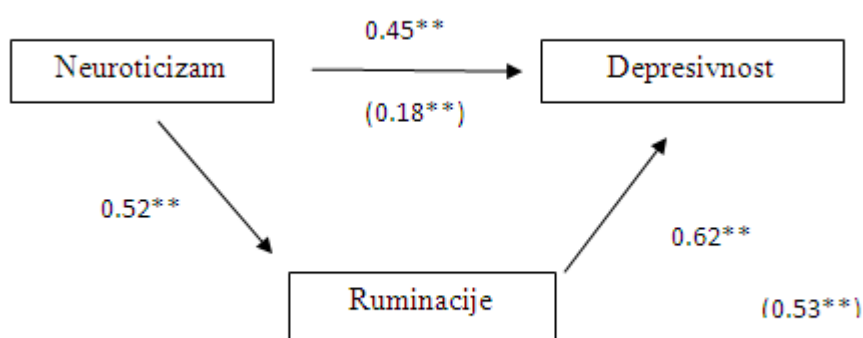 0.45**
Neuroticizam
Depresivnost
(0.18**)
0.52**
0.62**
Ruminacije
(0.53**)